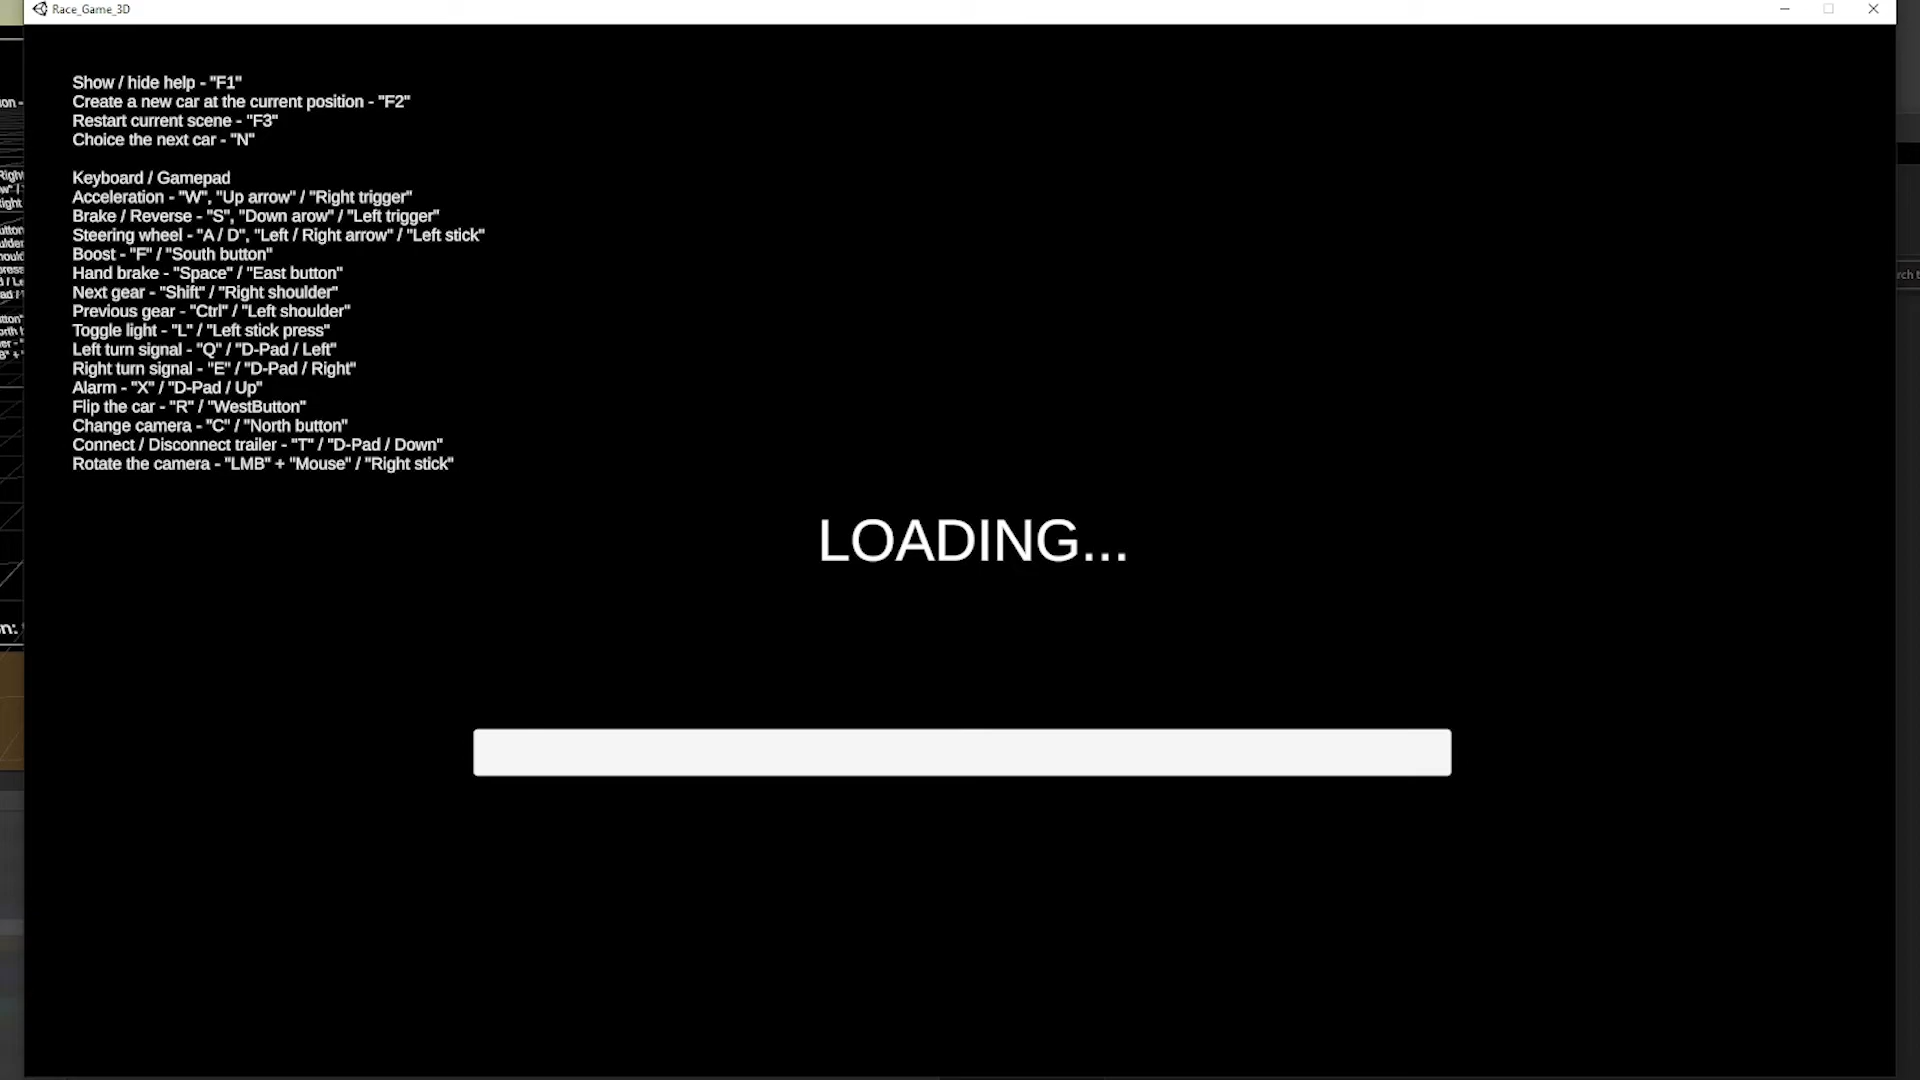 Race_Game_3D
Show / hide help - "F1"
Create a new car at the current position - "F2"
Restart current scene - "F3"
Choice the next car - "N"
Keyboard / Gamepad
Acceleration - "W", "Up arrow" / "Right trigger"
Brake / Reverse - "S", "Down arow" / "Left trigger"
Steering wheel - "A / D", "Left / Right arrow" / "Left stick"
Boost - "F" / "South button"
Hand brake - "Space" / "East button"
Next gear - "Shift" / "Right shoulder"
Previous gear - "Ctrl" / "Left shoulder"
Toggle light - "L" / "Left stick press"
Left turn signal - "Q" / "D-Pad / Left"
Right turn signal - "E" / "D-Pad / Right"
Alarm - "X" / "D-Pad / Up"
Flip the car - "R" / "WestButton"
Change camera - "C" / "North button"
Connect / Disconnect trailer - "T" / "D-Pad / Down"
Rotate the camera - "LMB" + "Mouse" / "Right stick"
LOADING...